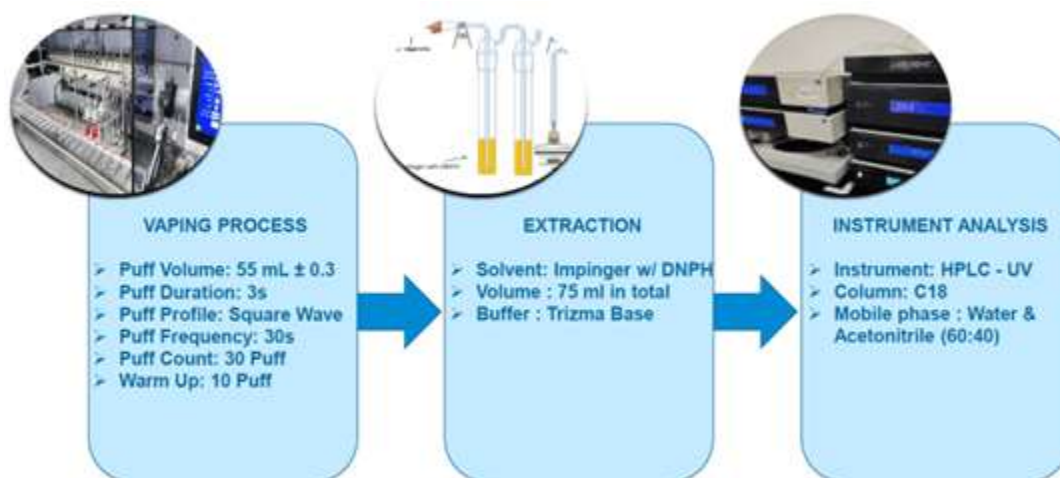 VAPING PROCESS
➤ Puff Volume: 55 mL ± 0.3
➤ Puff Duration: 3s
➤ Puff Profile: Square Wave
➤ Puff Frequency: 30s
➤ Puff Count: 30 Puff
➤ Warm Up: 10 Puff
EXTRACTION
➤ Solvent: Impinger w/ DNPH
➤ Volume : 75 ml in total
➤ Buffer : Trizma Base
INSTRUMENT ANALYSIS
➤ Instrument: HPLC - UV
➤ Column: C18
➤ Mobile phase : Water &
Acetonitrile (60:40)